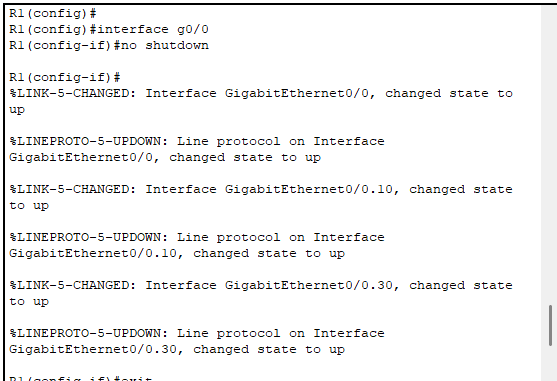 R1(config)#
R1(config)#interface g0/0
R1(config-if)#no shutdown
R1(config-if)#
%LINK-5-CHANGED: Interface GigabitEthernet0/0, changed state to
up
%LINEPROTO-5-UPDOWN: Line protocol on Interface
GigabitEthernet0/0, changed state to up
%LINK-5-CHANGED: Interface GigabitEthernet0/0.10, changed state
to up
%LINEPROTO-5-UPDOWN: Line protocol on Interface
GigabitEthernet0/0.10, changed state to up
%LINK-5-CHANGED: Interface GigabitEthernet0/0.30, changed state
to up
%LINEPROTO-5-UPDOWN: Line protocol on Interface
GigabitEthernet0/0.30, changed state to up
R1(config-if)#exit